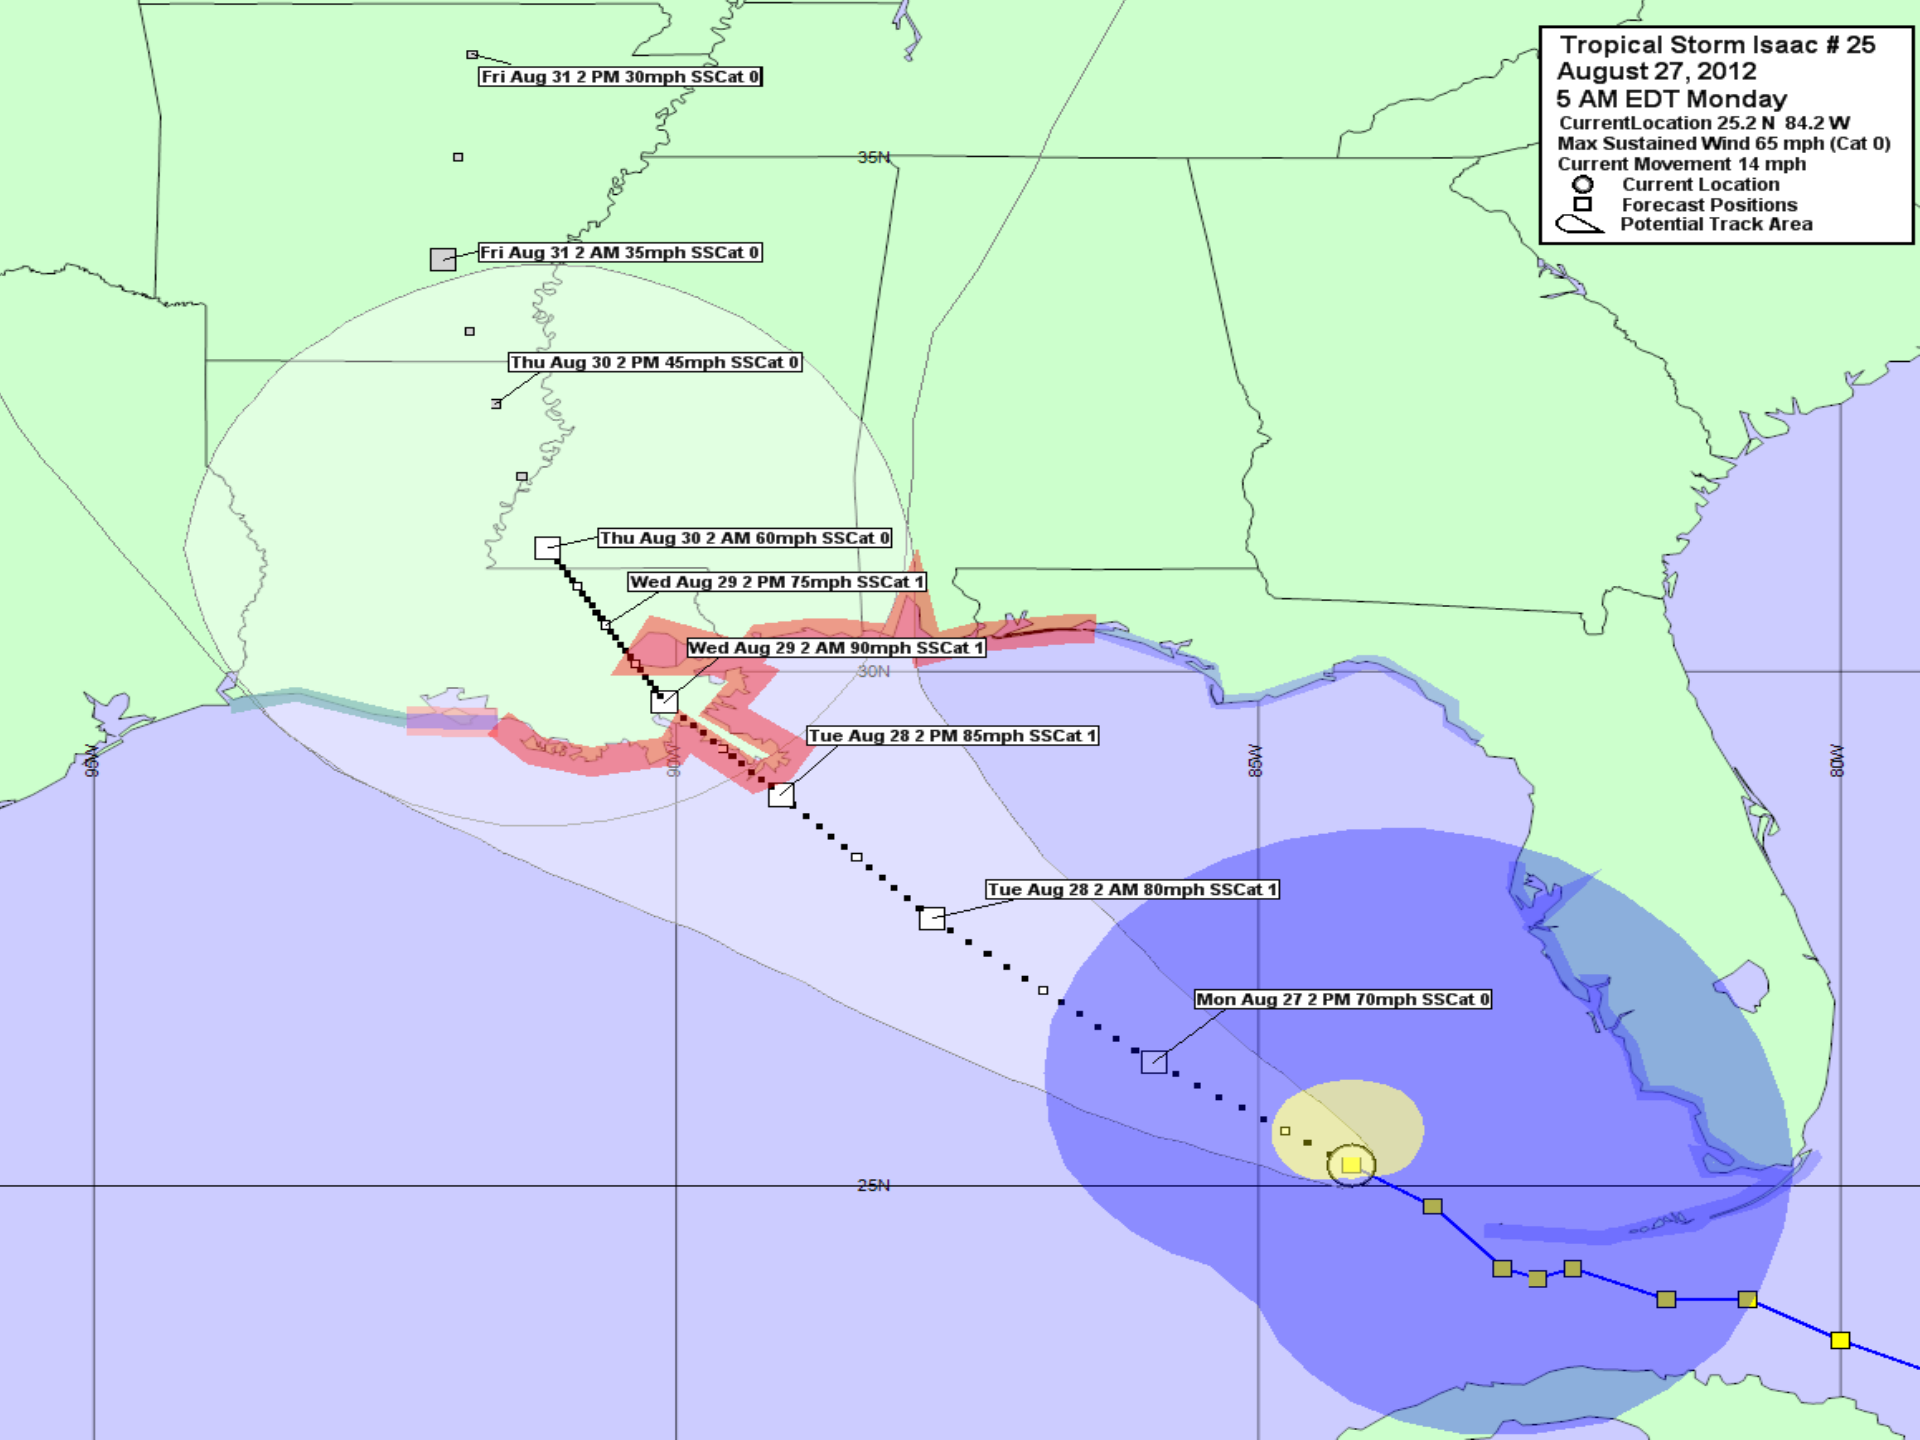 Tropical Storm Isaac # 25
August 27, 2012
5 AM EDT Monday
CurrentLocation 25.2 N 84.2 W
Max Sustained Wind 65 mph (Cat 0)
Current Movement 14 mph
Current Location
Forecast Positions
Potential Track Area
Fri Aug 31 2 PM 30mph SSCat 0
35N
Fri Aug 31 2 AM 35mph SSCat 0
Thu Aug 30 2 PM 45mph SSCat 0
Thu Aug 30 2 AM 60mph SSCat 0
Wed Aug 29 2 PM 75mph SSCat 1
Wed Aug 29 2 AM 90mph SSCat 1
30N
Tue Aug 28 2 PM 85mph SSCat 1
95W
90W
85W
80W
Tue Aug 28 2 AM 80mph SSCat 1
Mon Aug 27 2 PM 70mph SSCat 0
25N